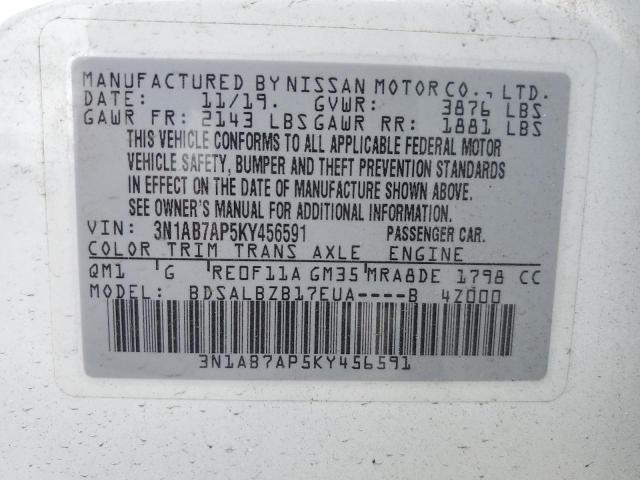 MANUFACTURED BY NISSAN MOTOR CO., LTD.
DATE: 11/19. GVWR: 3876 LBS
GAWR FR: 2143 LBS GAWR RR: 1881 LBS
THIS VEHICLE CONFORMS TO ALL APPLICABLE FEDERAL MOTOR
VEHICLE SAFETY, BUMPER AND THEFT PREVENTION STANDARDS
IN EFFECT ON THE DATE OF MANUFACTURE SHOWN ABOVE.
SEE OWNER'S MANUAL FOR ADDITIONAL INFORMATION.
VIN: 3N1AB7AP5KY456591 PASSENGER CAR.
COLOR TRIM TRANS AXLE ENGINE
QM1 G RE0F11A GM35 MRA8DE 1798 CC
MODEL: BDSALBZB17EUA----B 4Z000
3N1AB7AP5KY456591